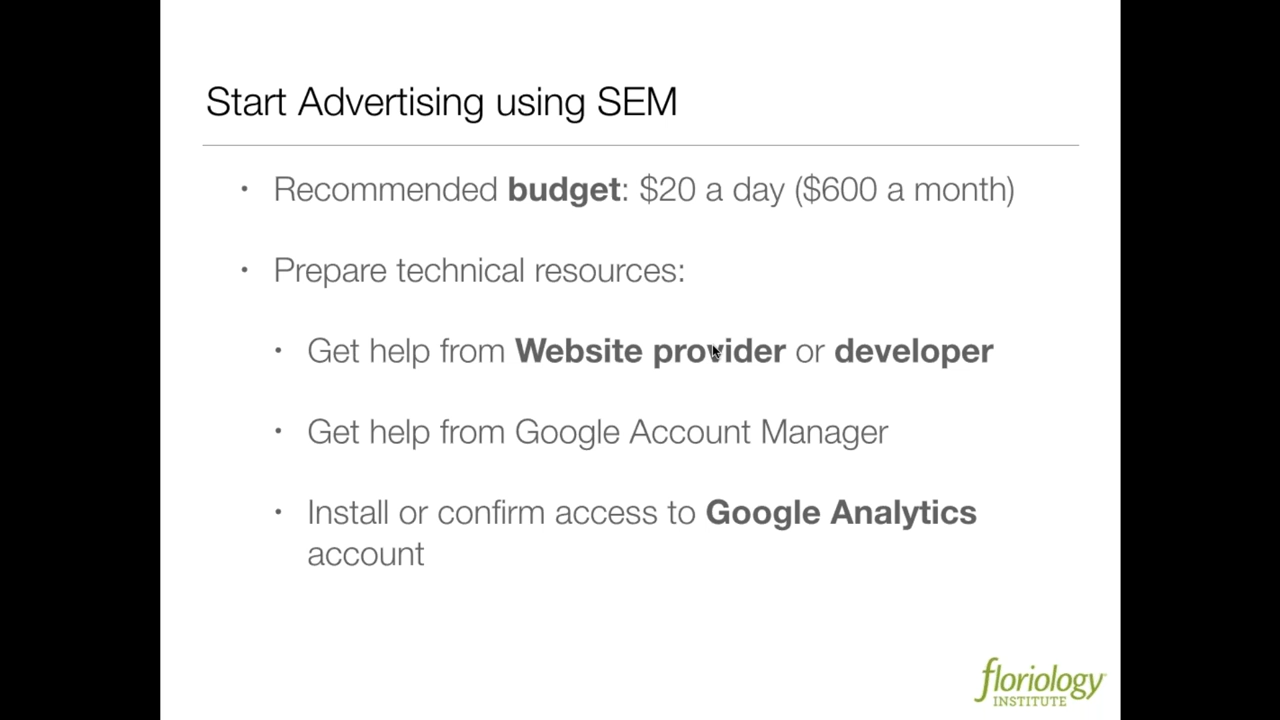 Start Advertising using SEM
• Recommended budget: $20 a day ($600 a month)
• Prepare technical resources:
• Get help from Website provider or developer
• Get help from Google Account Manager
• Install or confirm access to Google Analytics
account
floriology
INSTITUTE